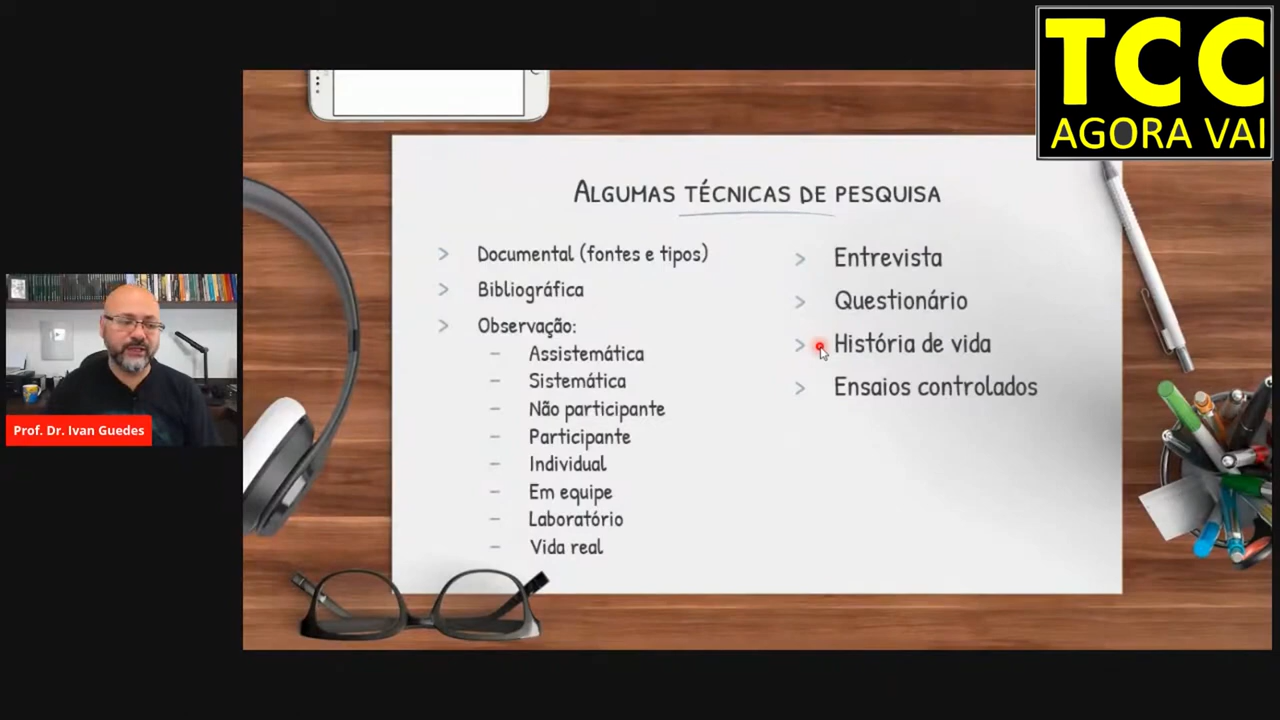 TCC
AGORA VAI
Algumas técnicas de pesquisa
> Documental (fontes e tipos)
> Bibliográfica
> Observação:
– Assistemática
– Sistemática
– Não participante
– Participante
– Individual
– Em equipe
– Laboratório
– Vida real
> Entrevista
> Questionário
> História de vida
> Ensaios controlados
Prof. Dr. Ivan Guedes